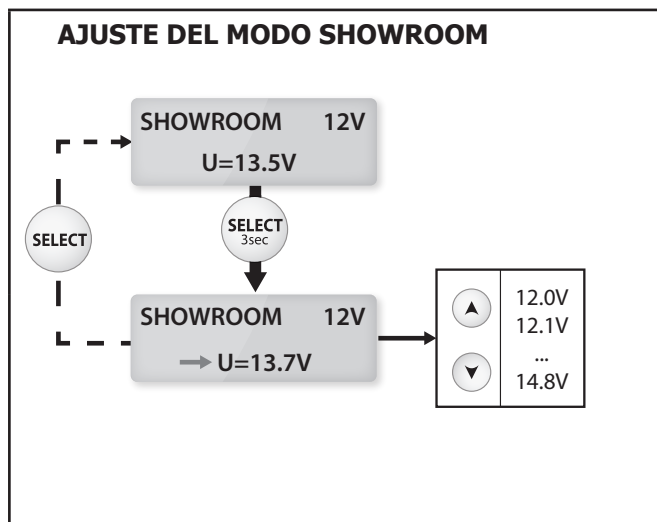 AJUSTE DEL MODO SHOWROOM
SHOWROOM 12V
U=13.5V
SELECT
SELECT
3sec
SHOWROOM 12V
U=13.7V
12.0V
12.1V
...
14.8V